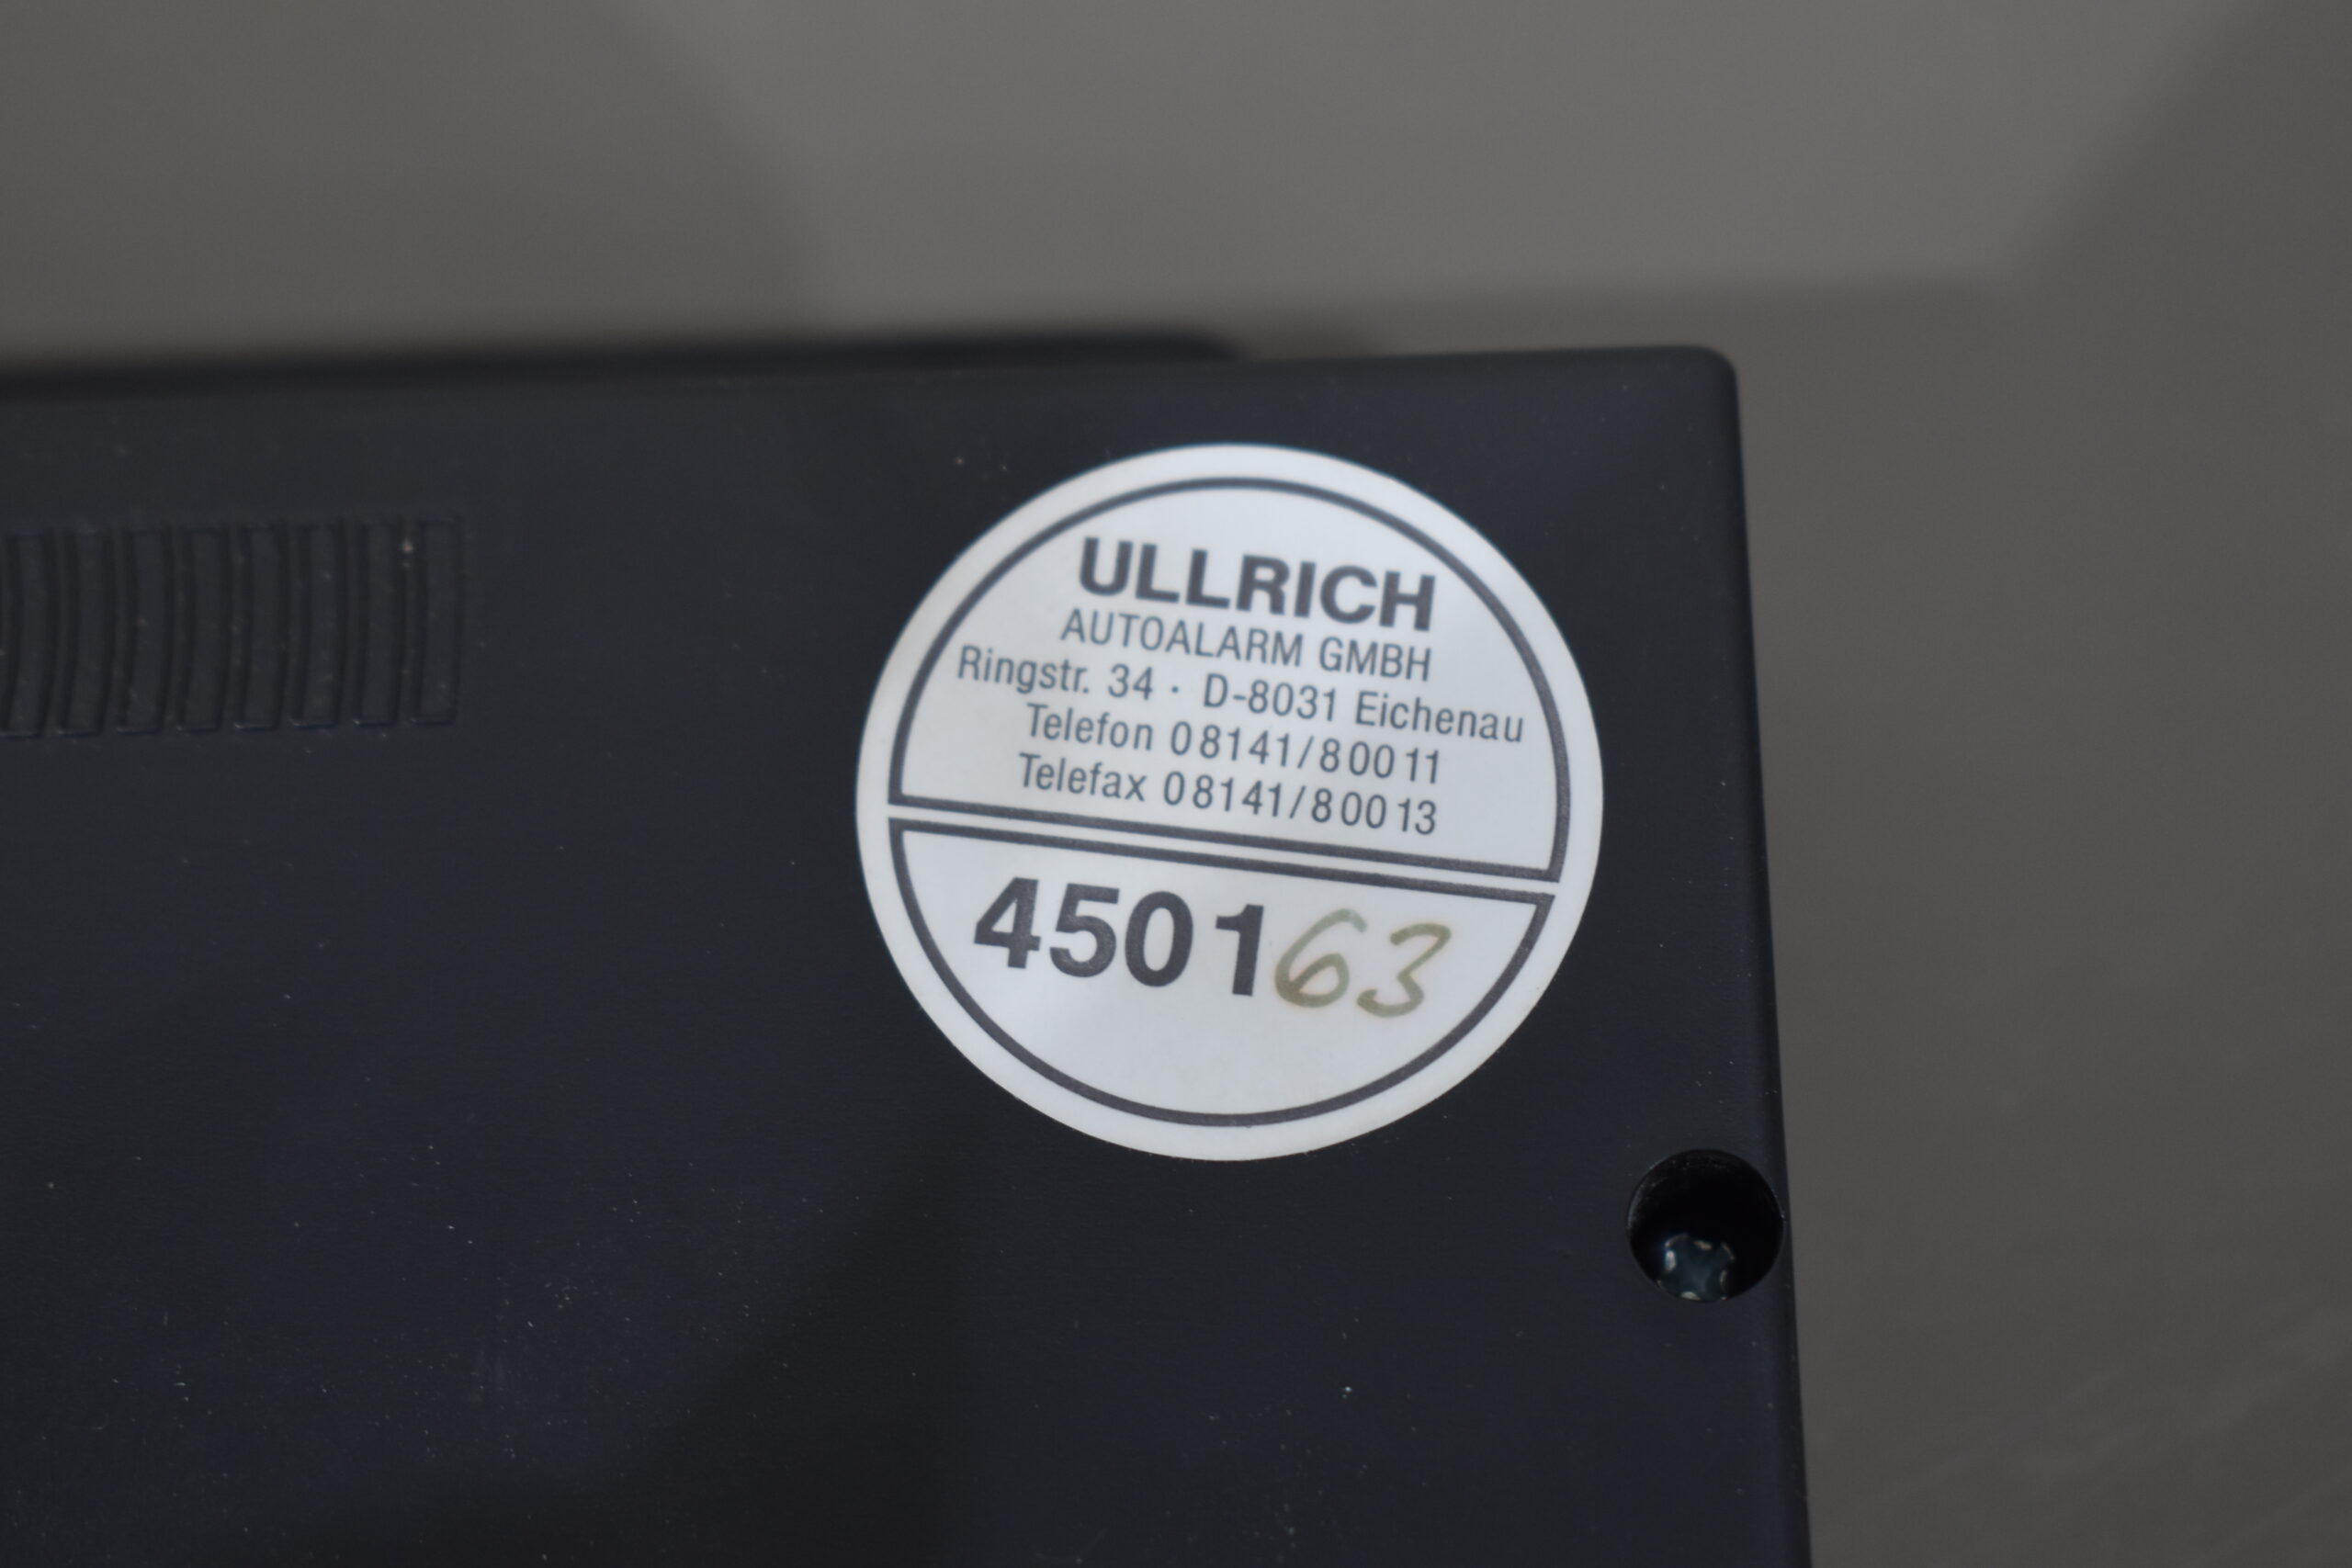 ULLRICH
AUTOALARM GMBH
Ringstr. 34 · D-8031 Eichenau
Telefon 08141/80011
Telefax 08141/80013
450163